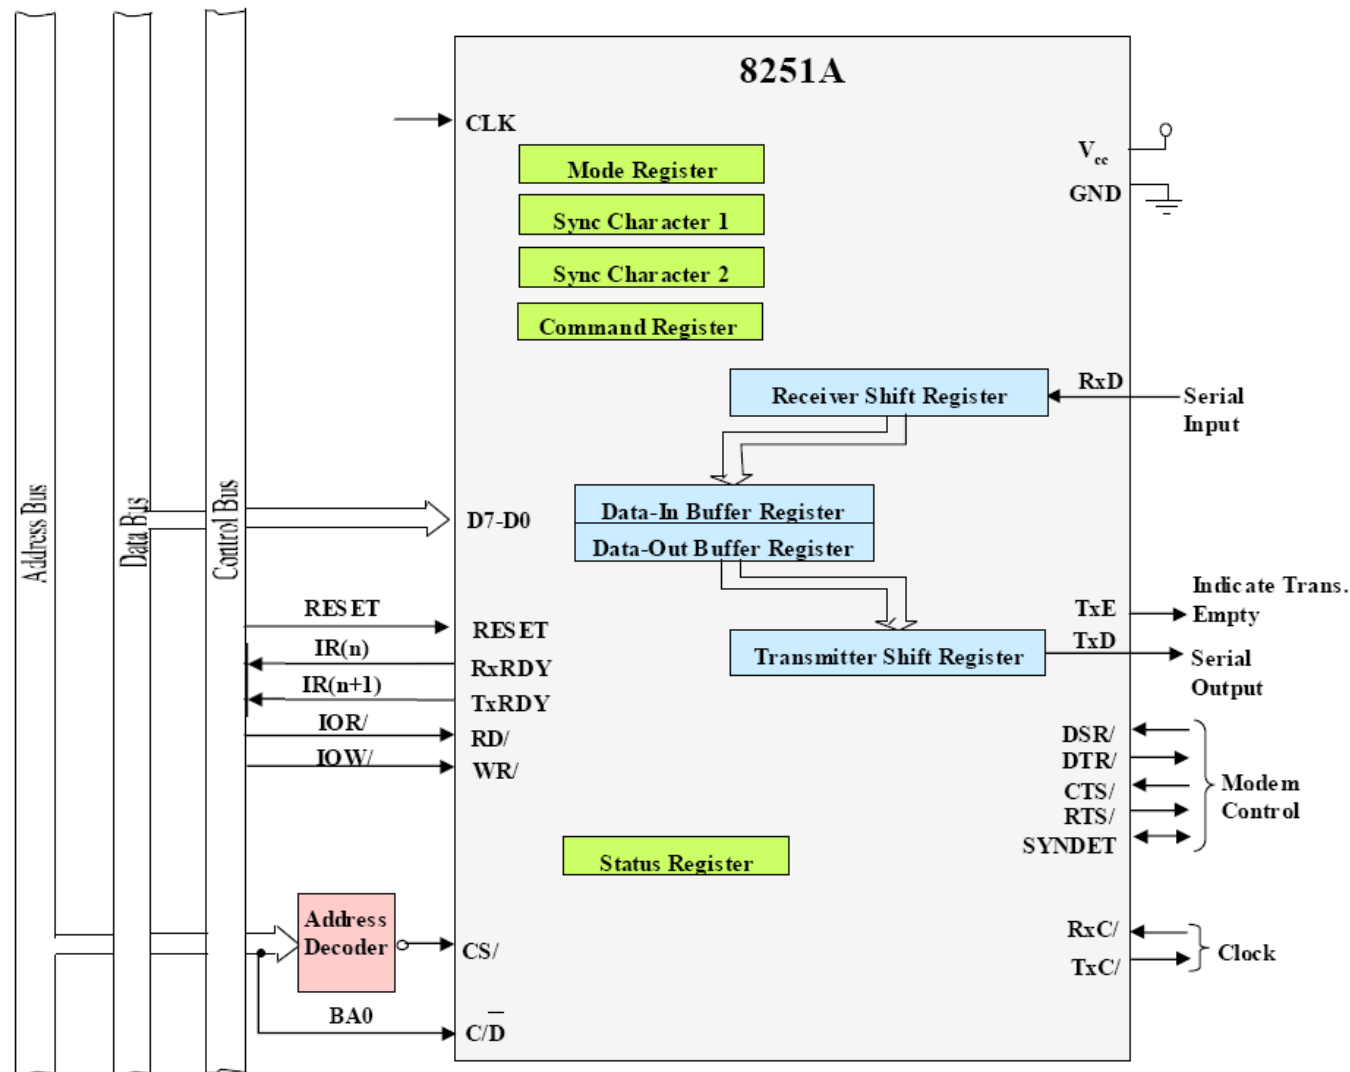 8251A
CLK
Mode Register
Sync Character 1
Sync Character 2
Command Register
V cc
GND
Receiver Shift Register
RxD
Serial
Input
Address Bus
Data Bus
Control Bus
D7-D0
Data-In Buffer Register
Data-Out Buffer Register
RESET
RESET
IR(n)
RxRDY
IR(n+1)
TxRDY
IOR/
RD/
IOW/
WR/
TxE
Indicate Trans.
Empty
TxD
Transmitter Shift Register
Serial
Output
DSR/
DTR/
CTS/
RTS/
SYNDET
Modem
Control
Status Register
Address
Decoder
CS/
BA0
C/D̅
RxC/
TxC/
Clock